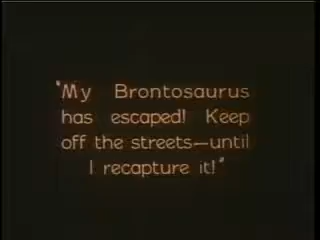 "My Brontosaurus
has escaped! Keep
off the streets—until
I recapture it!"